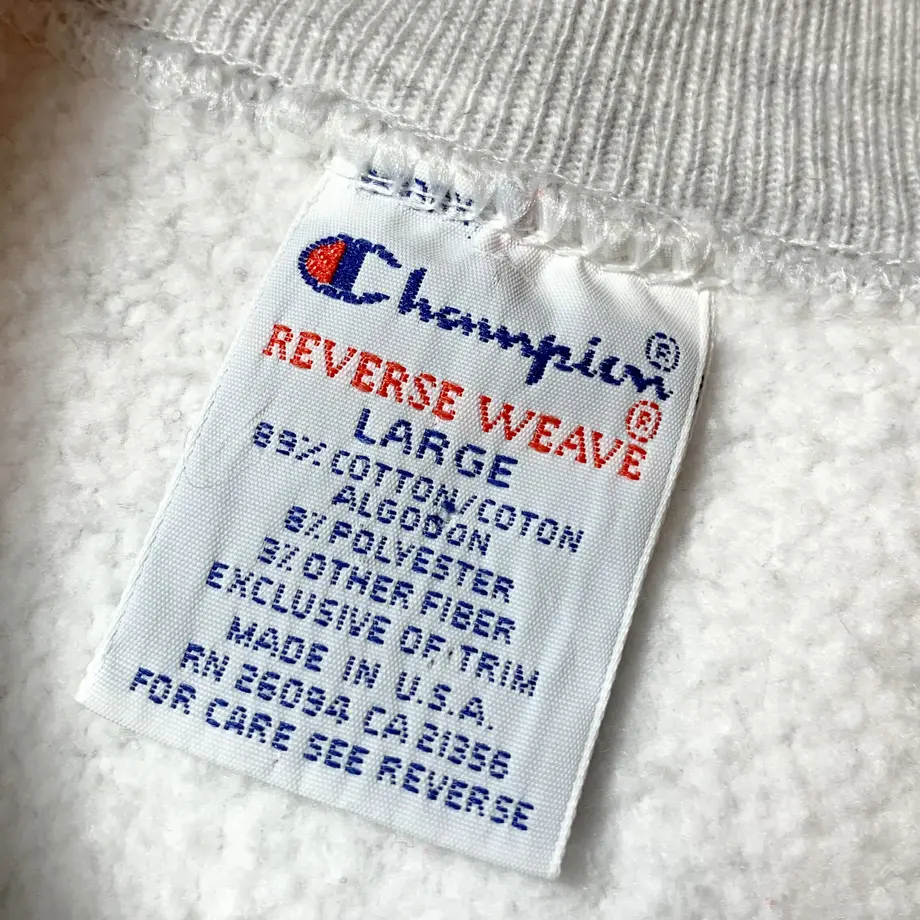 Champion®
REVERSE WEAVE®
LARGE
89% COTTON/COTON
ALGODON
8% POLYESTER
3% OTHER FIBER
EXCLUSIVE OF TRIM
MADE IN U.S.A.
RN 26094 CA 21356
FOR CARE SEE REVERSE